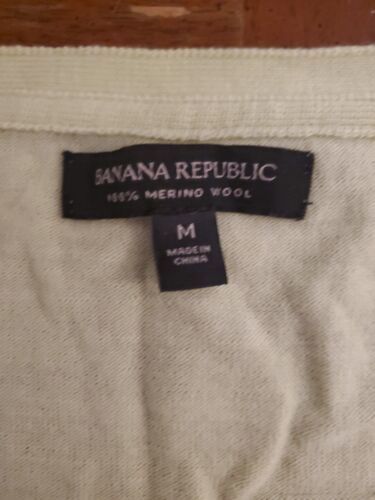 BANANA REPUBLIC
100% MERINO WOOL
M
MADE IN
CHINA